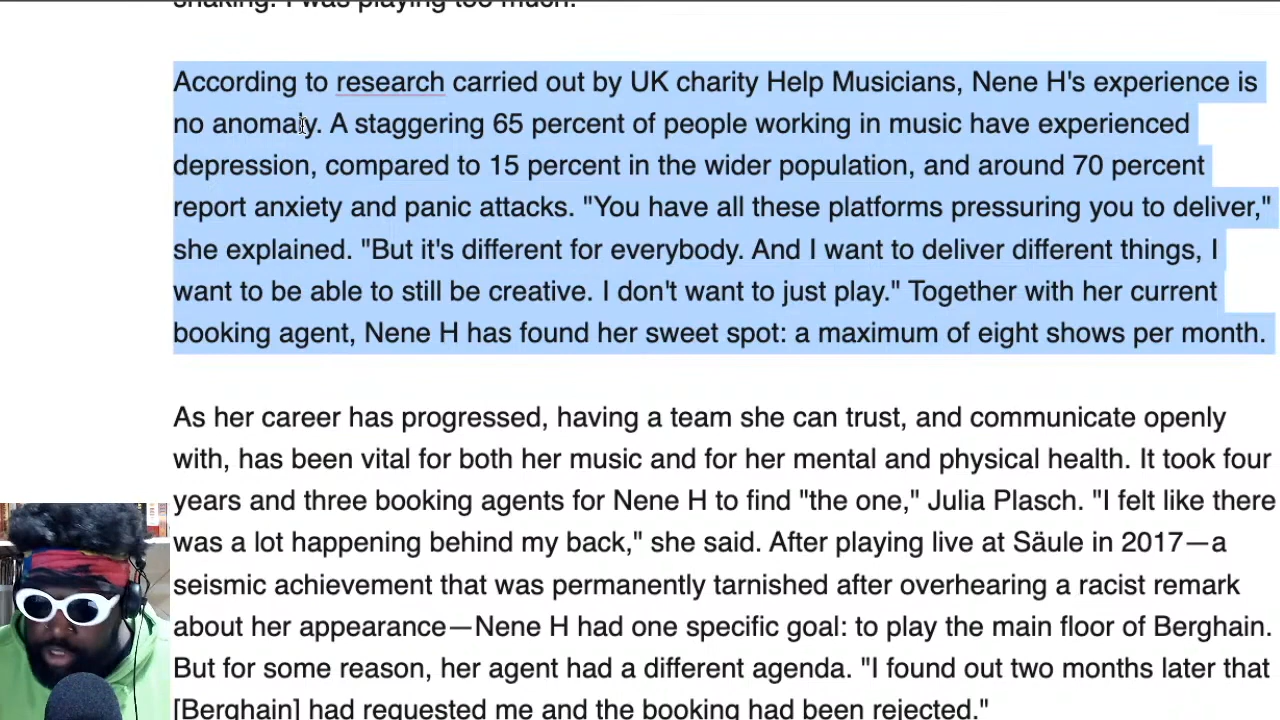 shaking. I was playing too much.
According to research carried out by UK charity Help Musicians, Nene H's experience is
no anomaly. A staggering 65 percent of people working in music have experienced
depression, compared to 15 percent in the wider population, and around 70 percent
report anxiety and panic attacks. "You have all these platforms pressuring you to deliver,"
she explained. "But it's different for everybody. And I want to deliver different things, I
want to be able to still be creative. I don't want to just play." Together with her current
booking agent, Nene H has found her sweet spot: a maximum of eight shows per month.
As her career has progressed, having a team she can trust, and communicate openly
with, has been vital for both her music and for her mental and physical health. It took four
years and three booking agents for Nene H to find "the one," Julia Plasch. "I felt like there
was a lot happening behind my back," she said. After playing live at Säule in 2017—a
seismic achievement that was permanently tarnished after overhearing a racist remark
about her appearance—Nene H had one specific goal: to play the main floor of Berghain.
But for some reason, her agent had a different agenda. "I found out two months later that
[Berghain] had requested me and the booking had been rejected."